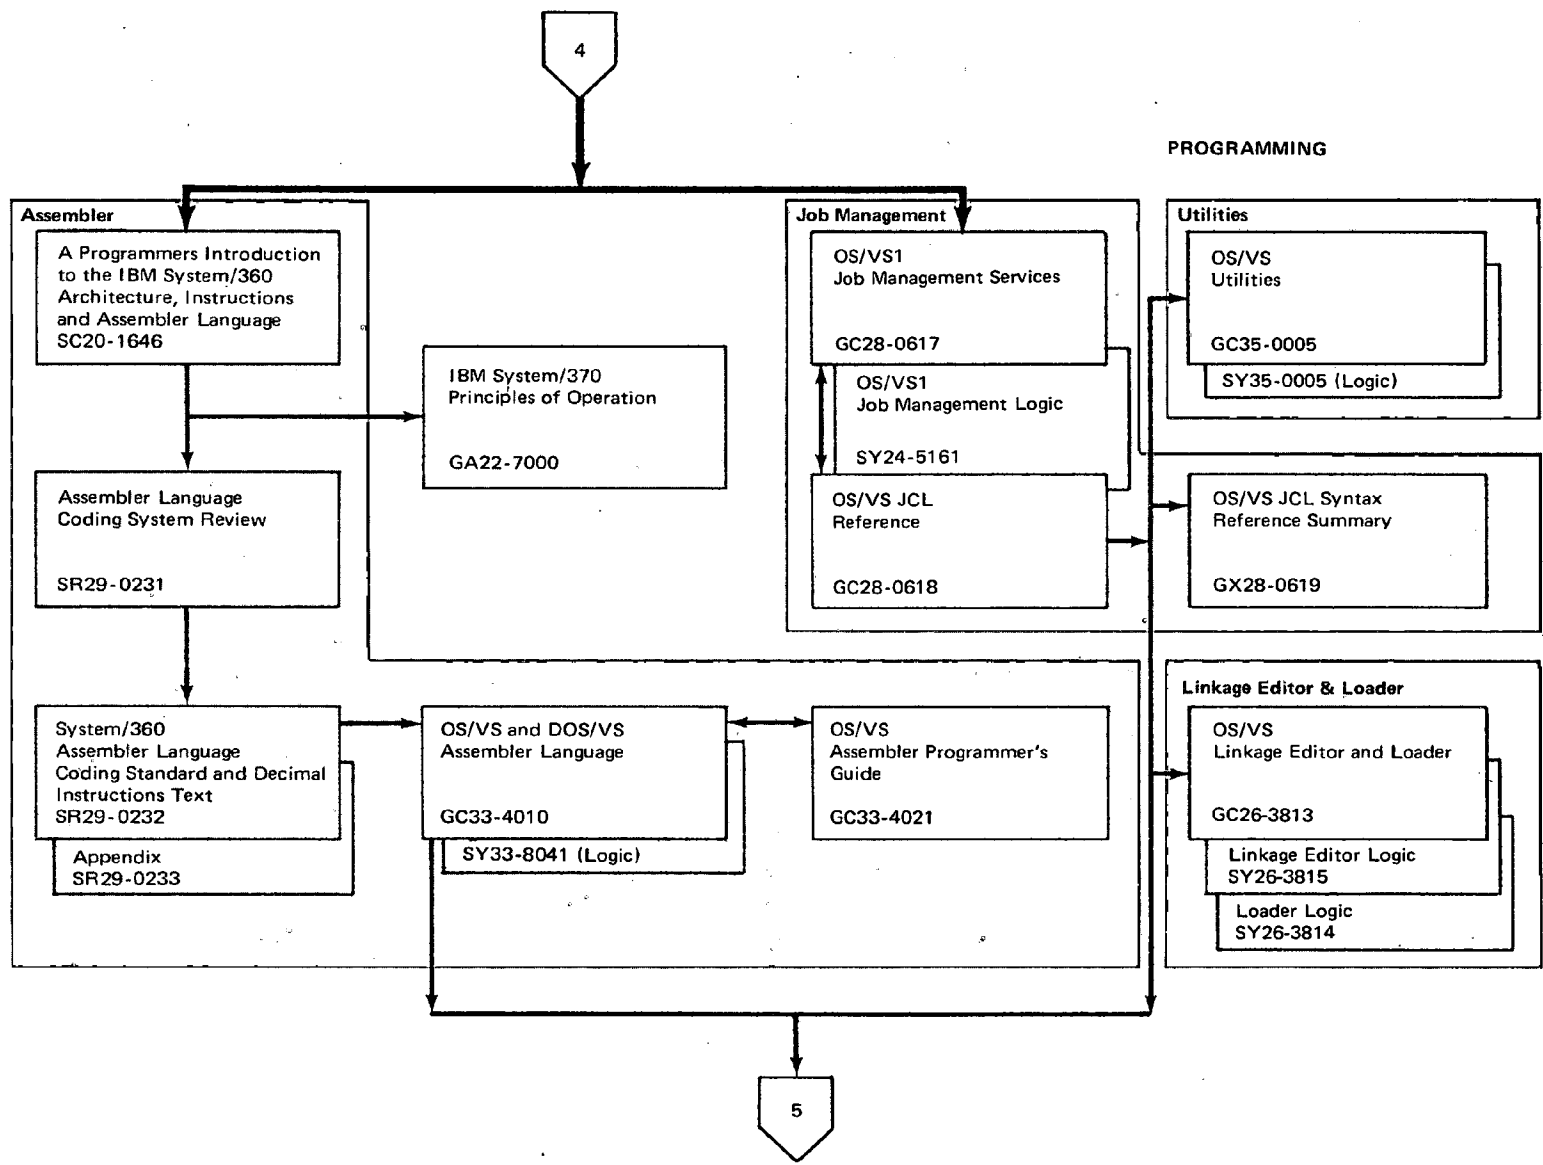 4
PROGRAMMING
Assembler
A Programmers Introduction
to the IBM System/360
Architecture, Instructions
and Assembler Language
SC20-1646
IBM System/370
Principles of Operation
GA22-7000
Assembler Language
Coding System Review
SR29-0231
System/360
Assembler Language
Coding Standard and Decimal
Instructions Text
SR29-0232
Appendix
SR29-0233
OS/VS and DOS/VS
Assembler Language
GC33-4010
SY33-8041 (Logic)
OS/VS
Assembler Programmer's
Guide
GC33-4021
Job Management
OS/VS1
Job Management Services
GC28-0617
OS/VS1
Job Management Logic
SY24-5161
OS/VS JCL
Reference
GC28-0618
OS/VS JCL Syntax
Reference Summary
GX28-0619
Utilities
OS/VS
Utilities
GC35-0005
SY35-0005 (Logic)
Linkage Editor & Loader
OS/VS
Linkage Editor and Loader
GC26-3813
Linkage Editor Logic
SY26-3815
Loader Logic
SY26-3814
5